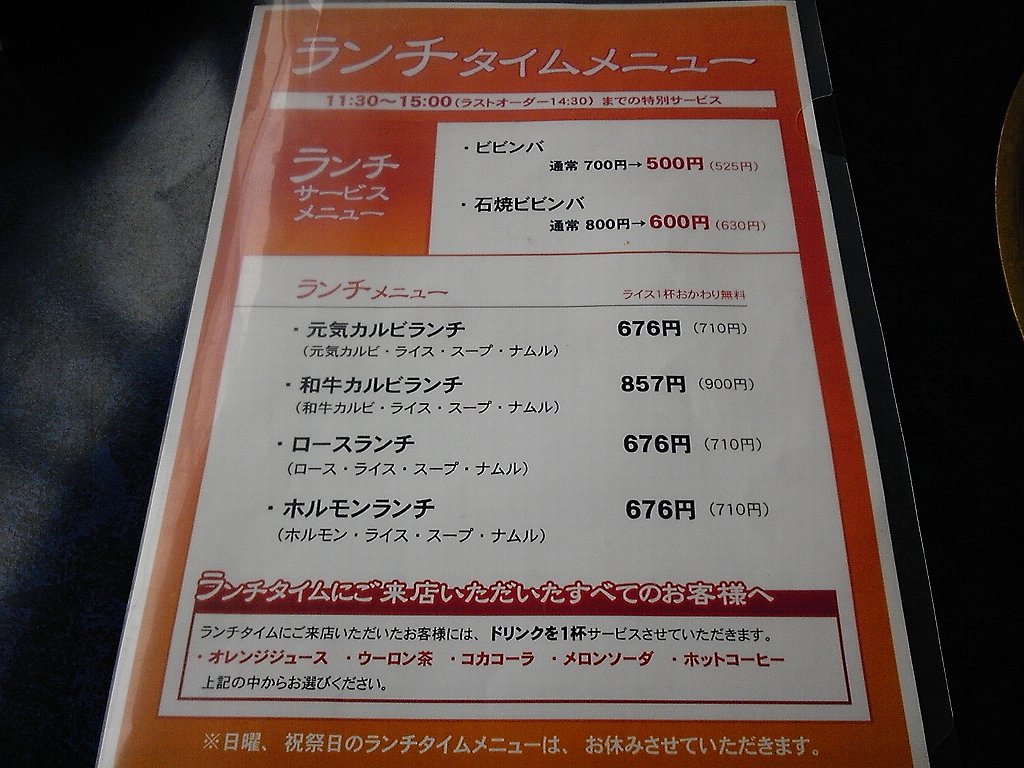 ランチタイムメニュー
11:30～15:00(ラストオーダー14:30) までの特別サービス
ランチ
サービス
メニュー
・ビビンバ
通常 700円→500円(525円)
・石焼ビビンバ
通常 800円→600円(630円)
ランチメニュー
ライス1杯おかわり無料
・元気カルビランチ 676円(710円)
(元気カルビ・ライス・スープ・ナムル)
・和牛カルビランチ 857円(900円)
(和牛カルビ・ライス・スープ・ナムル)
・ロースランチ 676円(710円)
(ロース・ライス・スープ・ナムル)
・ホルモンランチ 676円(710円)
(ホルモン・ライス・スープ・ナムル)
ランチタイムにご来店いただいたすべてのお客様へ
ランチタイムにご来店いただいたお客様には、ドリンクを1杯サービスさせていただきます。
・オレンジジュース ・ウーロン茶 ・コカコーラ ・メロンソーダ ・ホットコーヒー
上記の中からお選びください。
※日曜、祝祭日のランチタイムメニューは、お休みさせていただきます。